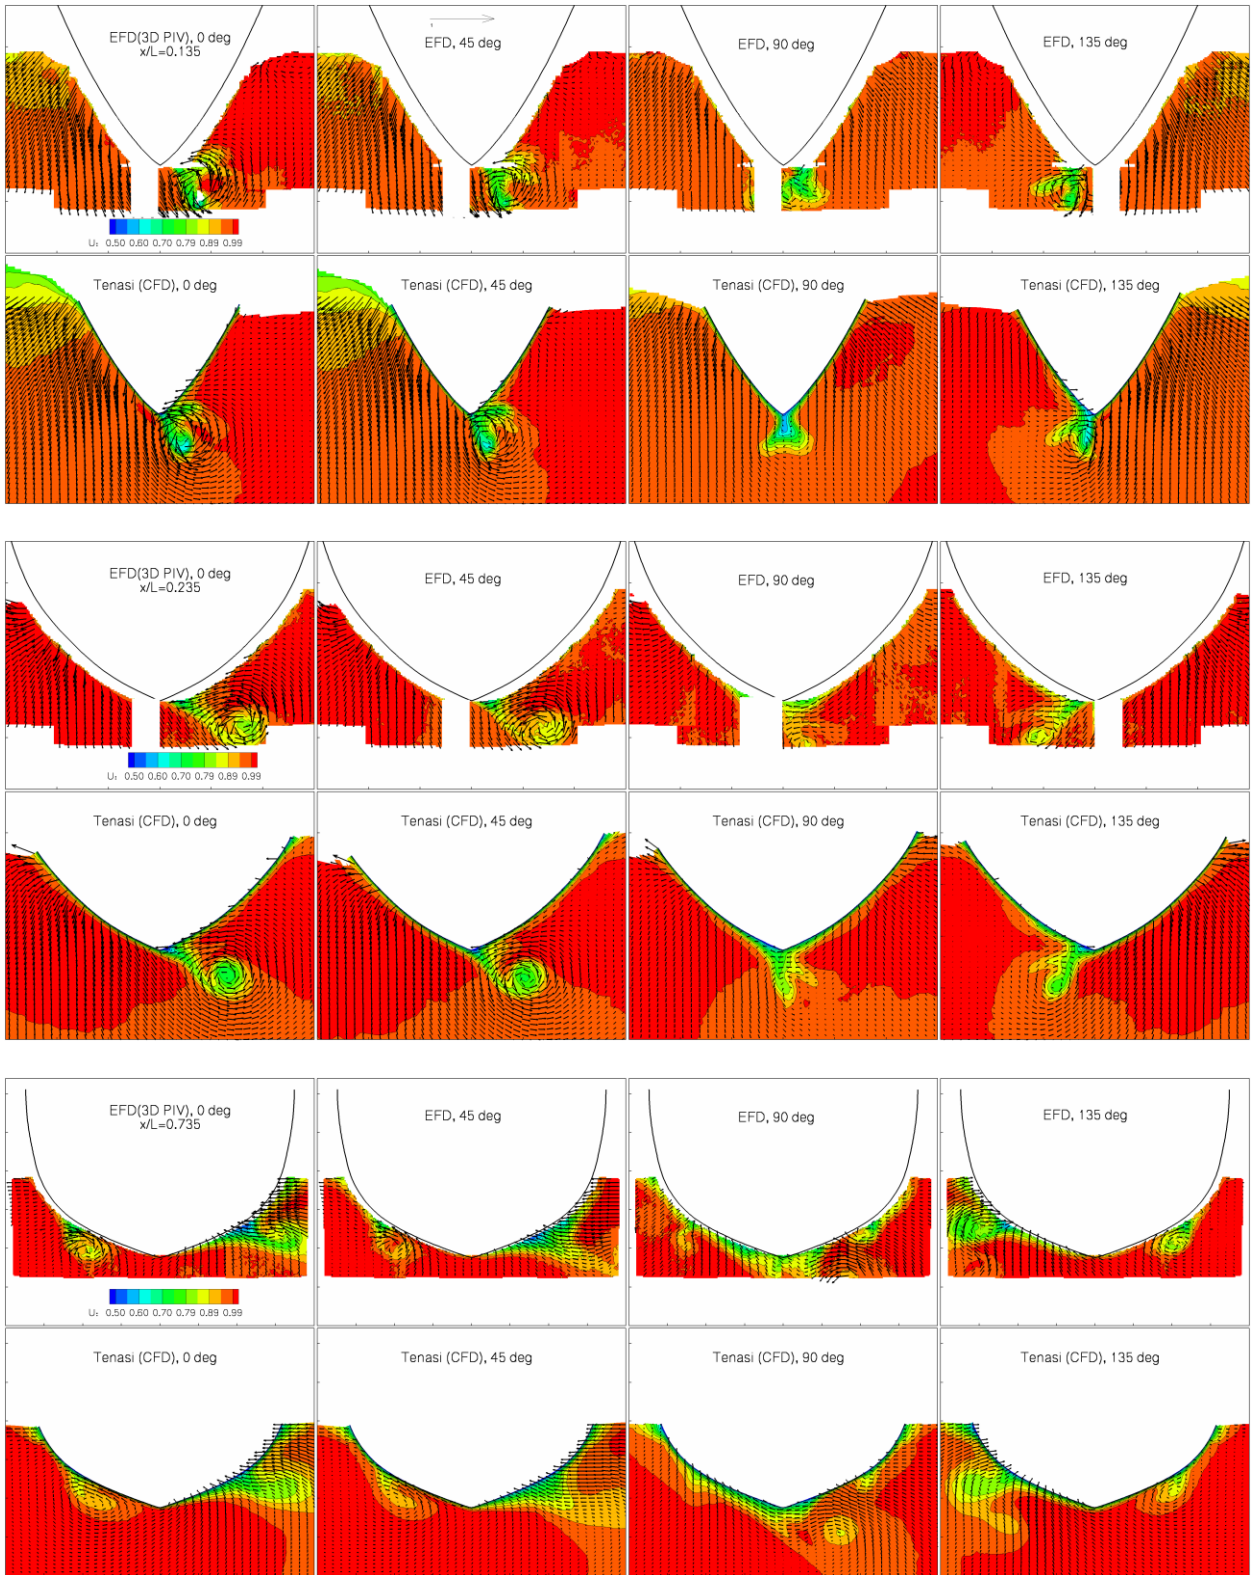 EFD(3D PIV), 0 deg
x/L=0.135
EFD, 45 deg
EFD, 90 deg
EFD, 135 deg
1
U: 0.50 0.60 0.70 0.79 0.89 0.99
Tenasi (CFD), 0 deg
Tenasi (CFD), 45 deg
Tenasi (CFD), 90 deg
Tenasi (CFD), 135 deg
EFD(3D PIV), 0 deg
x/L=0.235
EFD, 45 deg
EFD, 90 deg
EFD, 135 deg
U: 0.50 0.60 0.70 0.79 0.89 0.99
Tenasi (CFD), 0 deg
Tenasi (CFD), 45 deg
Tenasi (CFD), 90 deg
Tenasi (CFD), 135 deg
EFD(3D PIV), 0 deg
x/L=0.735
EFD, 45 deg
EFD, 90 deg
EFD, 135 deg
U: 0.50 0.60 0.70 0.79 0.89 0.99
Tenasi (CFD), 0 deg
Tenasi (CFD), 45 deg
Tenasi (CFD), 90 deg
Tenasi (CFD), 135 deg